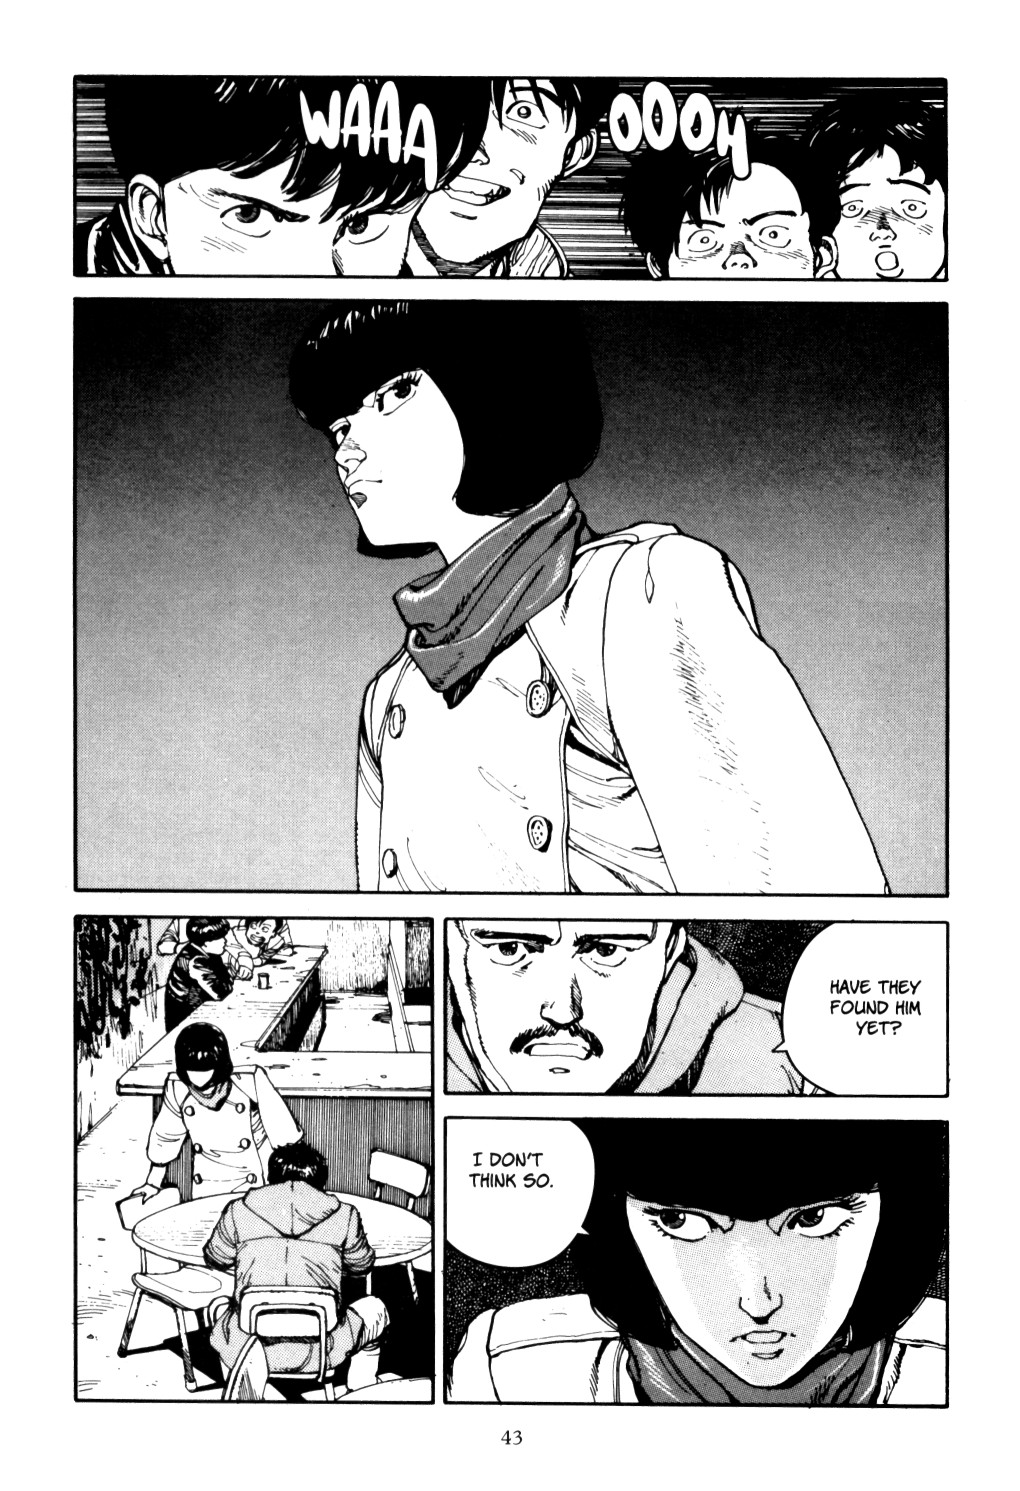 WAAA
OOOH
HAVE THEY
FOUND HIM
YET?
I DON'T
THINK SO.
43